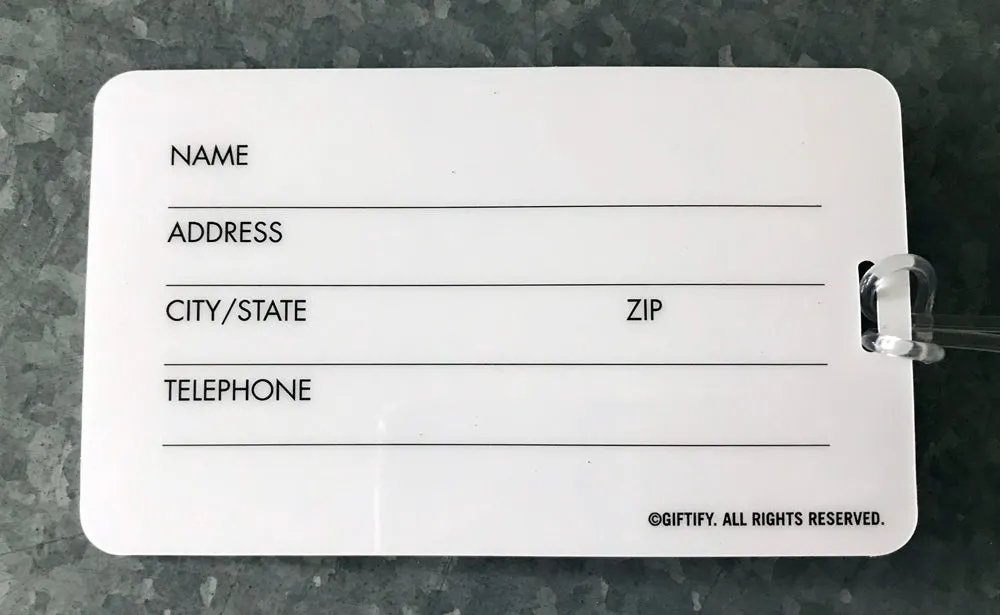 NAME
ADDRESS
CITY/STATE ZIP
TELEPHONE
©GIFTIFY. ALL RIGHTS RESERVED.